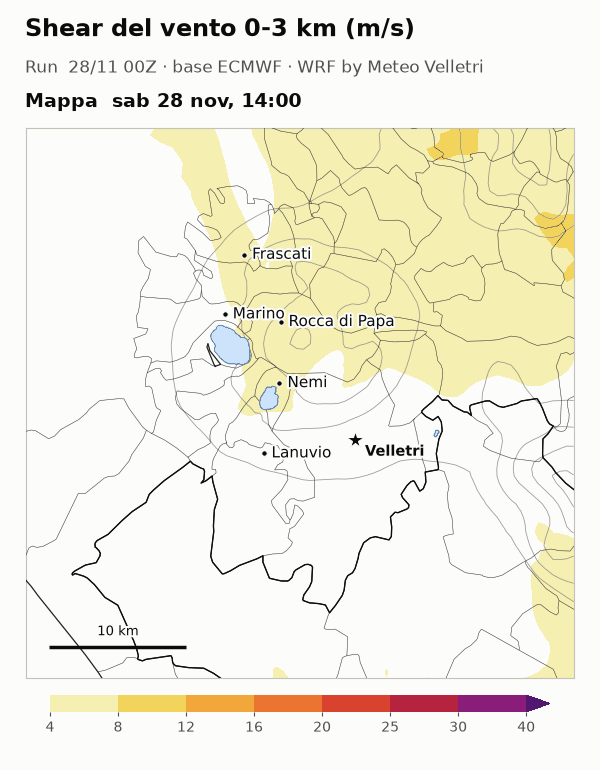 Shear del vento 0-3 km (m/s)
Run  28/11 00Z · base ECMWF · WRF by Meteo Velletri
Mappa  sab 28 nov, 14:00
Frascati
Marino
Rocca di Papa
Nemi
Velletri
Lanuvio
10 km
4 8 12 16 20 25 30 40